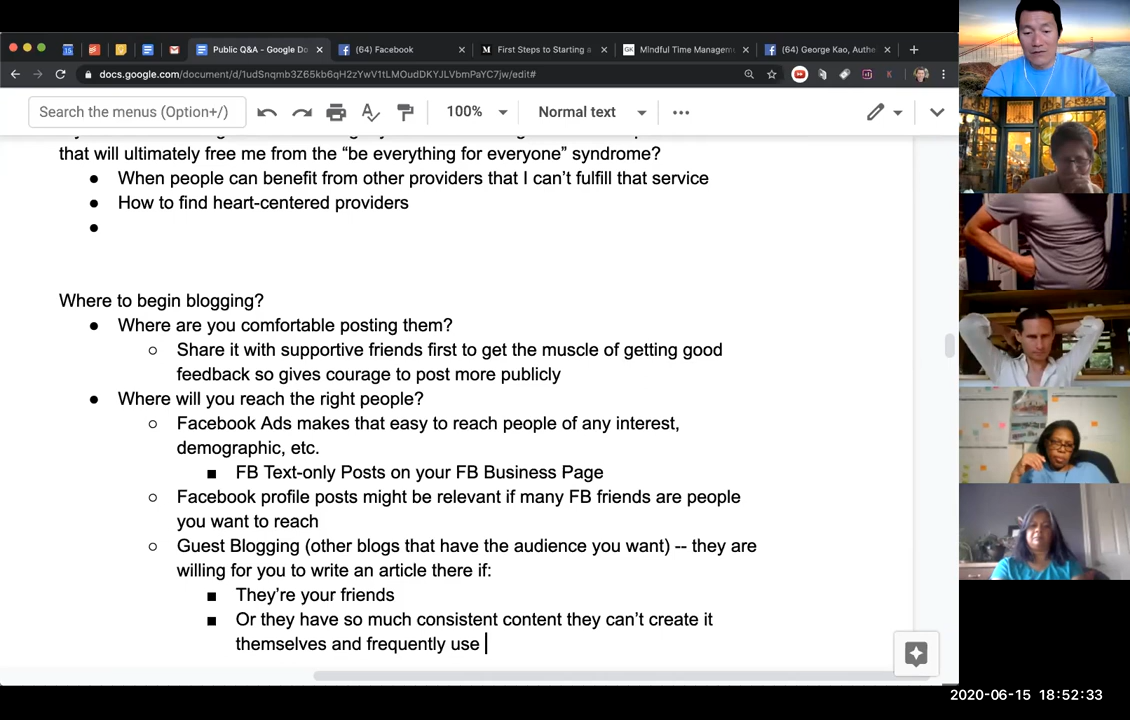 Public Q&A - Google Do
(64) Facebook
First Steps to Starting a
Mindful Time Managem
(64) George Kao, Authe
docs.google.com/document/d/1udSnqmb3Z65kb6qH2zYwV1tLMOudDKYJLVbmPaYC7jw/edit#
Search the menus (Option+/)
100%
Normal text
that will ultimately free me from the “be everything for everyone” syndrome?
● When people can benefit from other providers that I can’t fulfill that service
● How to find heart-centered providers
●
Where to begin blogging?
● Where are you comfortable posting them?
○ Share it with supportive friends first to get the muscle of getting good
feedback so gives courage to post more publicly
● Where will you reach the right people?
○ Facebook Ads makes that easy to reach people of any interest,
demographic, etc.
■ FB Text-only Posts on your FB Business Page
○ Facebook profile posts might be relevant if many FB friends are people
you want to reach
○ Guest Blogging (other blogs that have the audience you want) -- they are
willing for you to write an article there if:
■ They’re your friends
■ Or they have so much consistent content they can’t create it
themselves and frequently use
2020-06-15 18:52:33